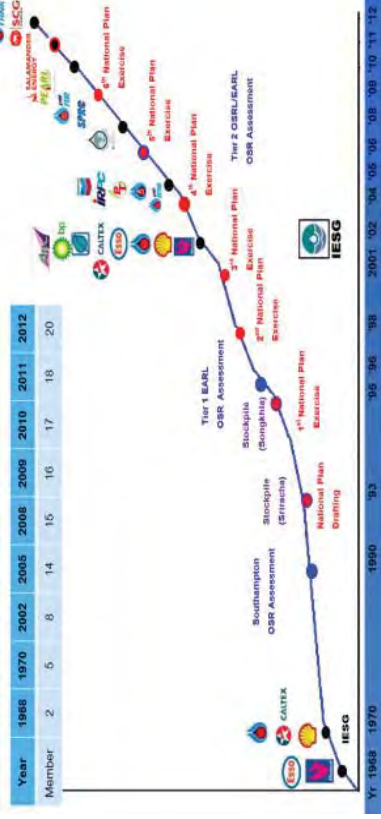 Year 1968 1970 2002 2005 2008 2009 2010 2011 2012
Member 2 5 8 14 15 16 17 18 20
SCG
SALAMANDER
ENERGY
PEARL
SPRC
6th National Plan
Exercise
5th National Plan
Exercise
IRPC
4th National Plan
Exercise
Tier 2 OSRL/EARL
OSR Assessment
bp
CALTEX
Esso
3rd National Plan
Exercise
2nd National Plan
Exercise
IESG
Tier 1 EARL
OSR Assessment
Stockpile
(Songkhla)
1st National Plan
Exercise
Stockpile
(Sriracha)
National Plan
Drafting
Southampton
OSR Assessment
CALTEX
Esso
IESG
Yr 1968 1970 1990 '93 '95 '96 '98 2001 '02 '04 '06 '08 '09 '10 '11 '12